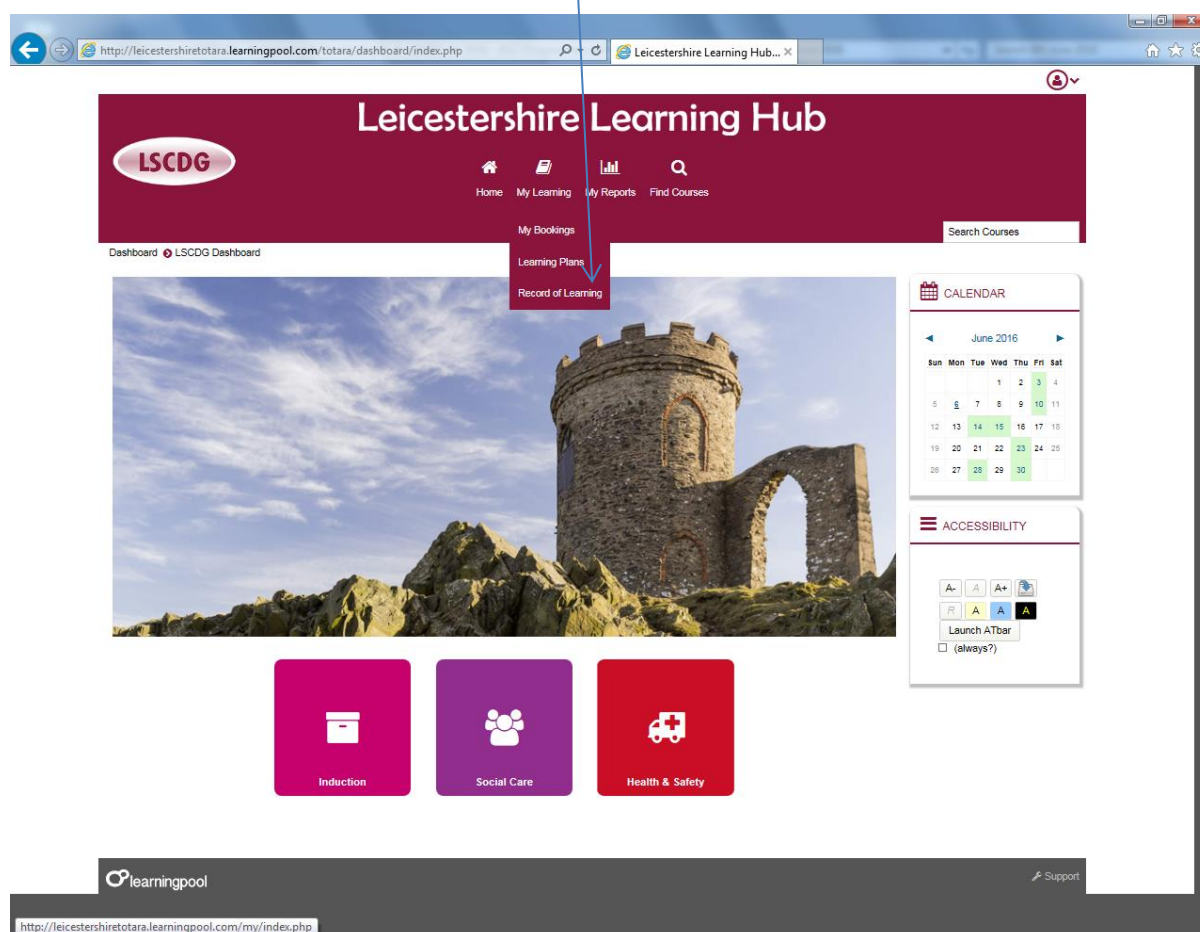 http://leicestershiretotara.learningpool.com/totara/dashboard/index.php
Leicestershire Learning Hub...
Leicestershire Learning Hub
LSCDG
Home My Learning My Reports Find Courses
My Bookings
Learning Plans
Record of Learning
Search Courses
Dashboard LSCDG Dashboard
CALENDAR
◄ June 2016 ►
Sun Mon Tue Wed Thu Fri Sat
1 2 3 4
5 6 7 8 9 10 11
12 13 14 15 16 17 18
19 20 21 22 23 24 25
26 27 28 29 30
ACCESSIBILITY
A- A A+
R A A A
Launch ATbar
(always?)
Induction
Social Care
Health & Safety
learningpool
Support
http://leicestershiretotara.learningpool.com/my/index.php